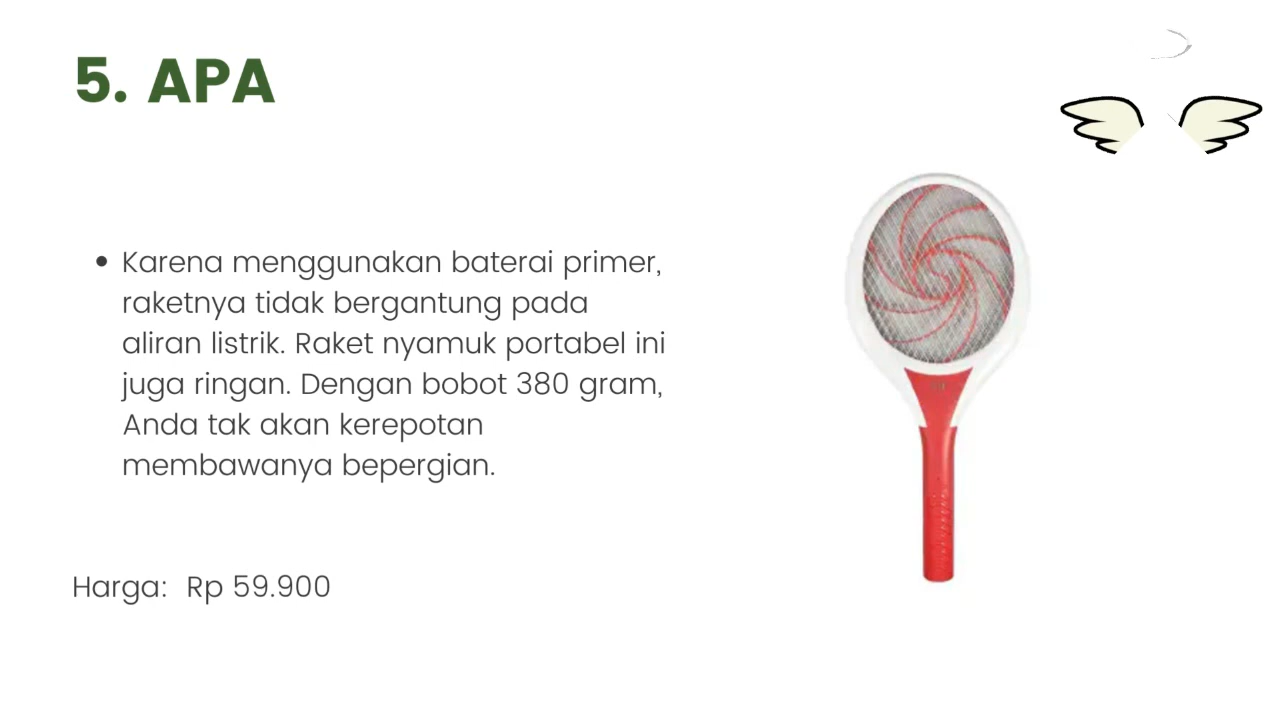 5. APA
Karena menggunakan baterai primer,
raketnya tidak bergantung pada
aliran listrik. Raket nyamuk portabel ini
juga ringan. Dengan bobot 380 gram,
Anda tak akan kerepotan
membawanya bepergian.
Harga:  Rp 59.900